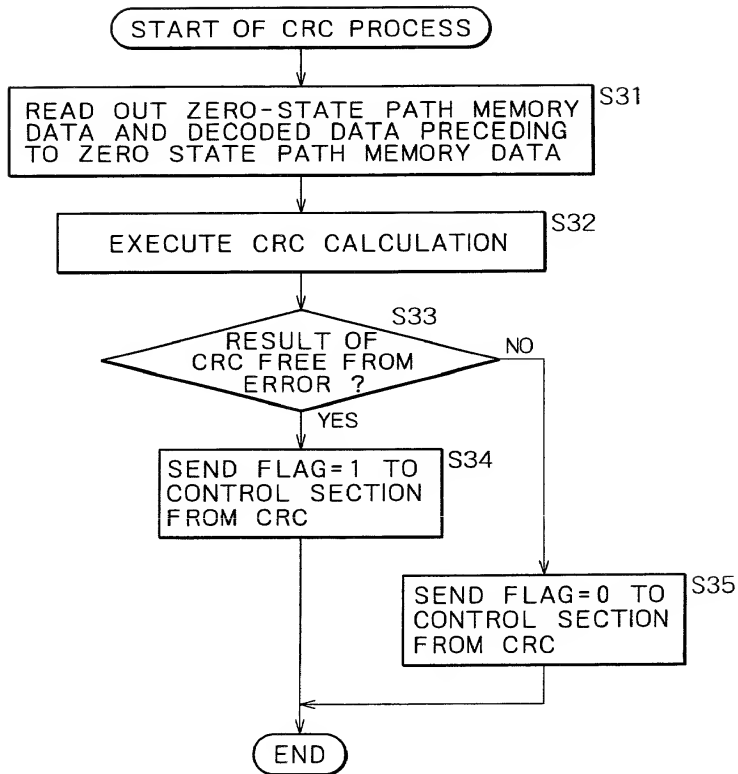 START OF CRC PROCESS
S31
READ OUT ZERO-STATE PATH MEMORY
DATA AND DECODED DATA PRECEDING
TO ZERO STATE PATH MEMORY DATA
S32
EXECUTE CRC CALCULATION
S33
RESULT OF
CRC FREE FROM
ERROR ?
NO
YES
S34
SEND FLAG=1 TO
CONTROL SECTION
FROM CRC
S35
SEND FLAG=0 TO
CONTROL SECTION
FROM CRC
END